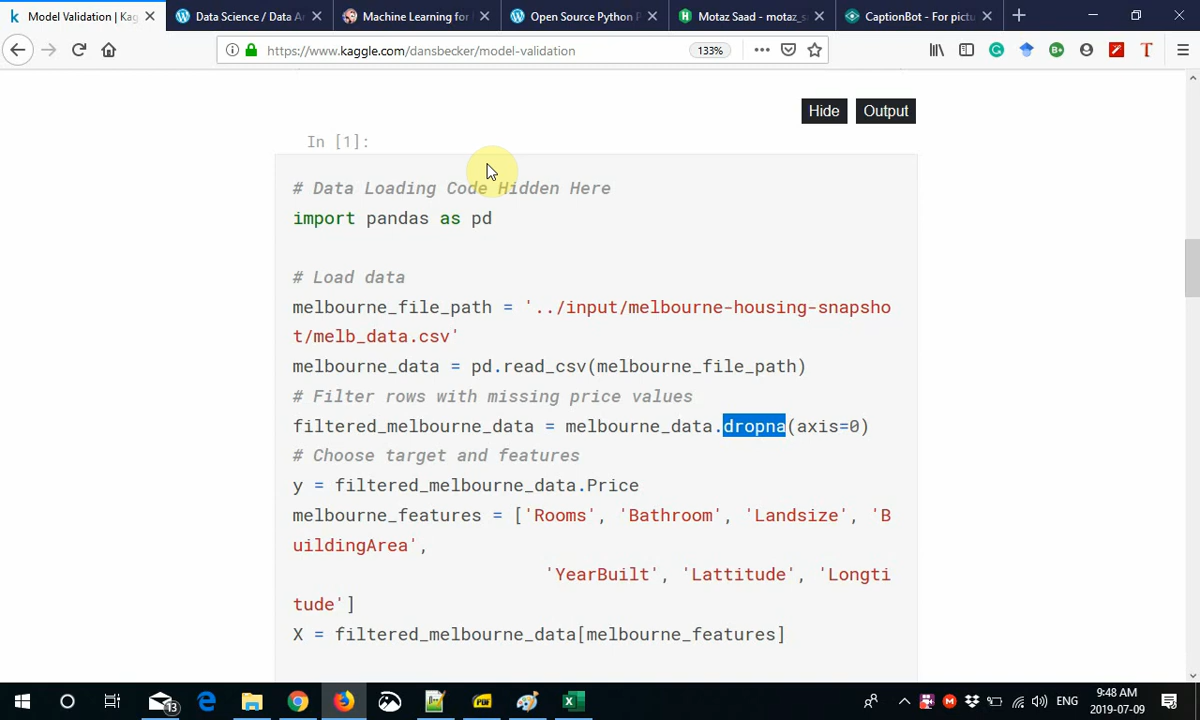 Model Validation | Kag
Data Science / Data A
Machine Learning for
Open Source Python P
Motaz Saad - motaz_s
CaptionBot - For pictu
https://www.kaggle.com/dansbecker/model-validation
133%
Hide
Output
In [1]:
# Data Loading Code Hidden Here
import pandas as pd
# Load data
melbourne_file_path = '../input/melbourne-housing-snapsho
t/melb_data.csv'
melbourne_data = pd.read_csv(melbourne_file_path)
# Filter rows with missing price values
filtered_melbourne_data = melbourne_data.dropna(axis=0)
# Choose target and features
y = filtered_melbourne_data.Price
melbourne_features = ['Rooms', 'Bathroom', 'Landsize', 'B
uildingArea',
'YearBuilt', 'Lattitude', 'Longti
tude']
X = filtered_melbourne_data[melbourne_features]
13
PDF
ENG
9:48 AM
2019-07-09